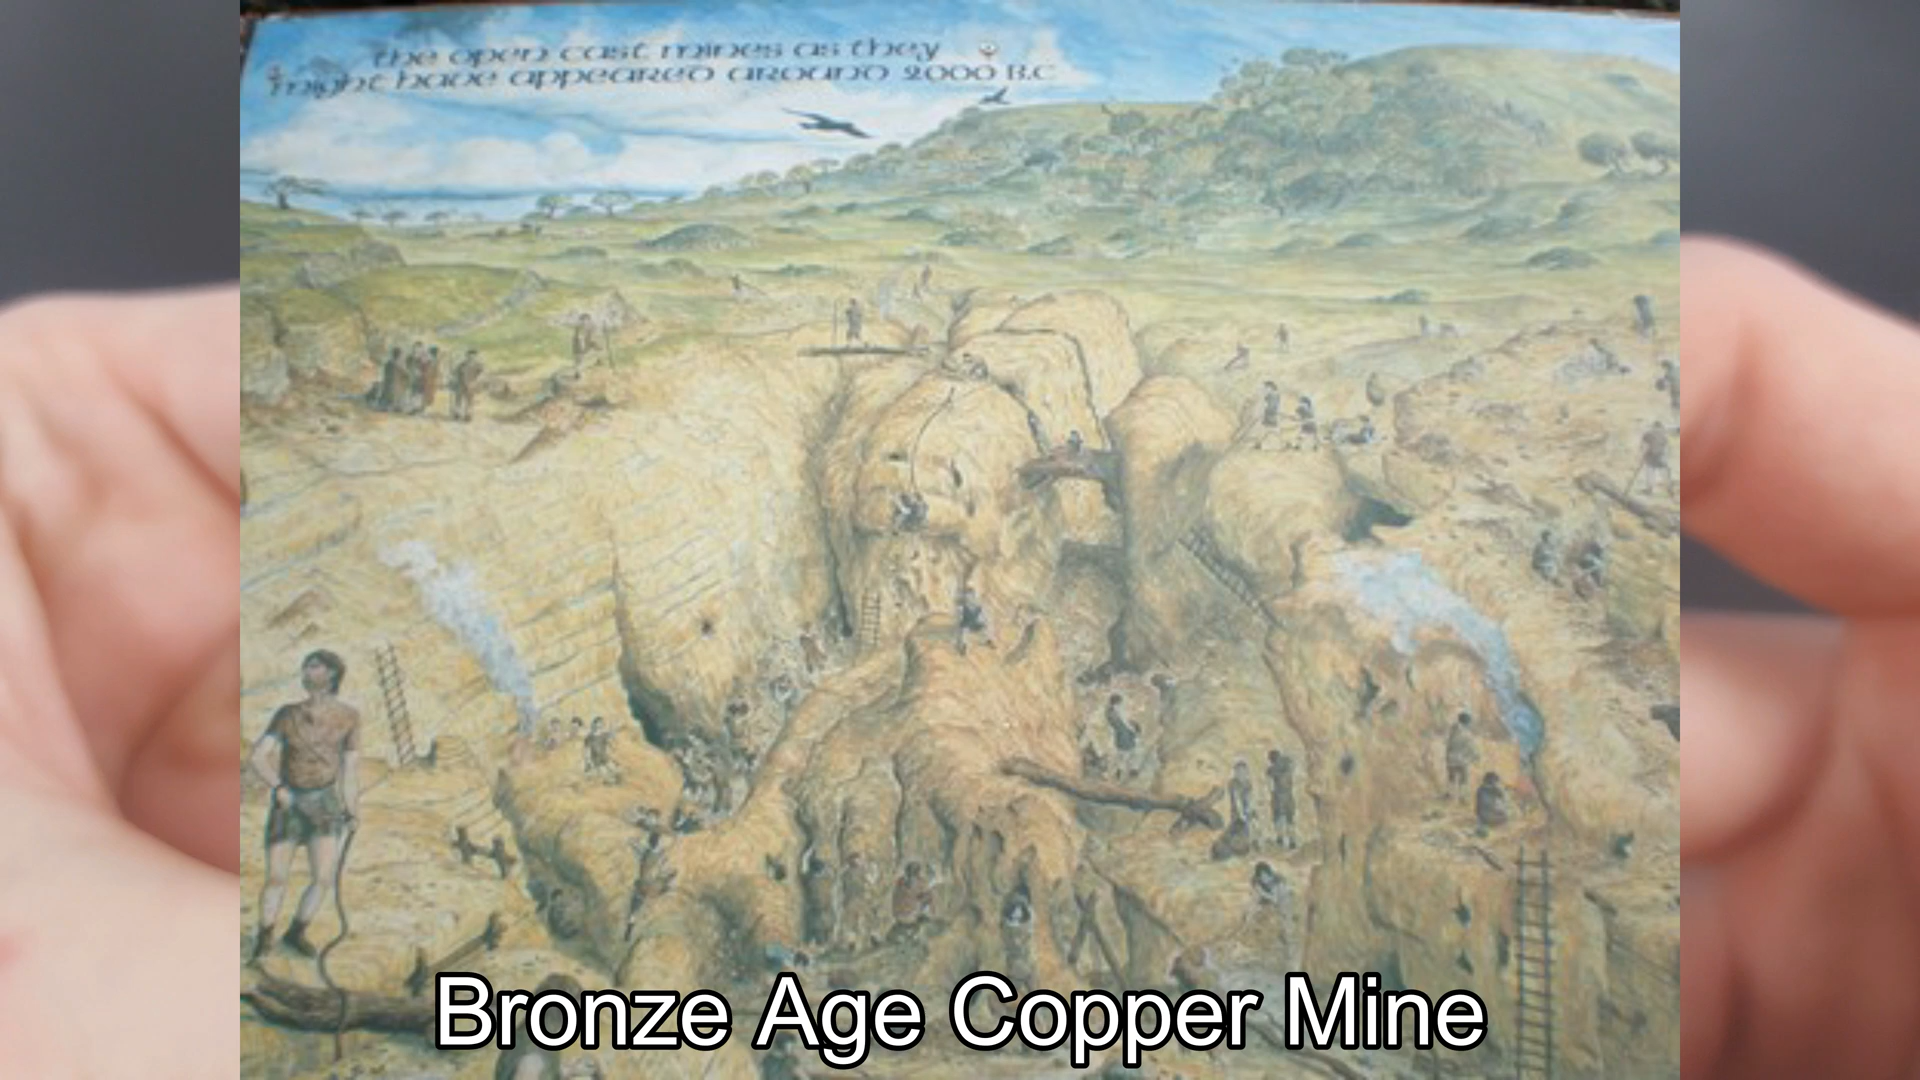 the open cast mines as they
might have appeared around 2000 B.C
Bronze Age Copper Mine